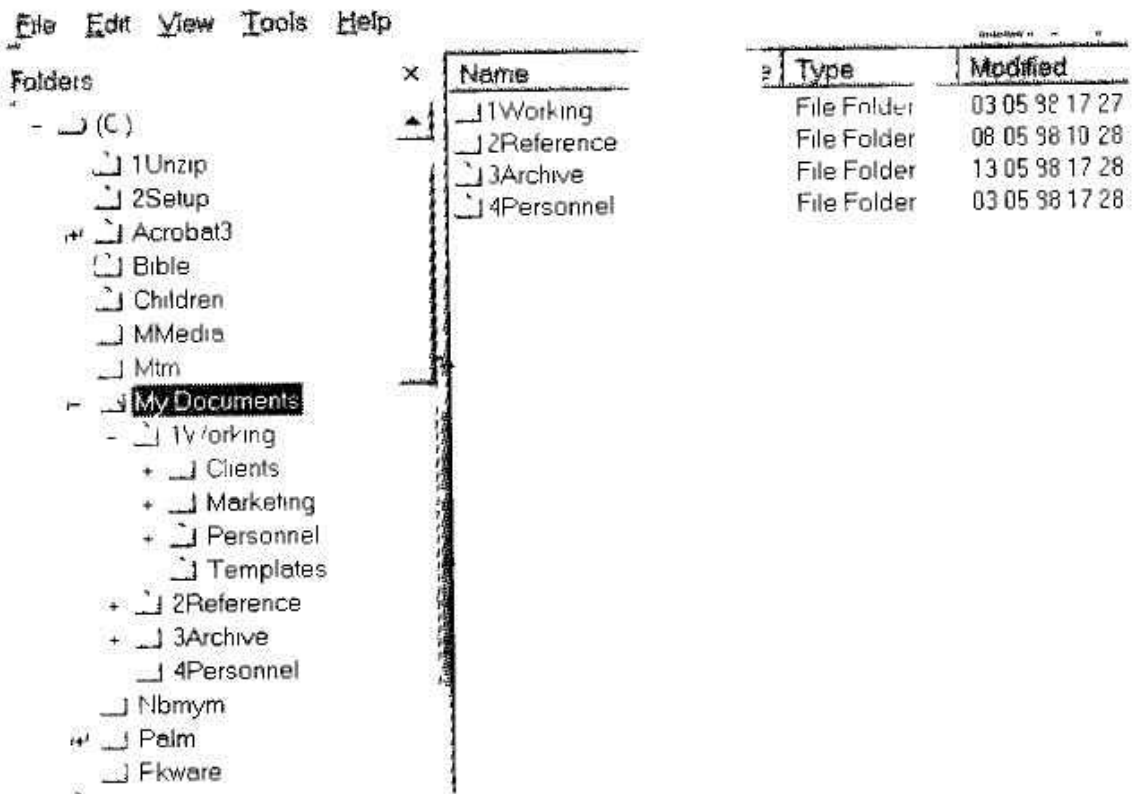 File Edit View Tools Help
Folders ×
(C )
1Unzip
2Setup
Acrobat3
Bible
Children
MMedia
Mtm
My Documents
1Working
Clients
Marketing
Personnel
Templates
2Reference
3Archive
4Personnel
Nbmym
Palm
Pkware
Name Type Modified
1Working File Folder 03 05 98 17 27
2Reference File Folder 08 05 98 10 28
3Archive File Folder 13 05 98 17 28
4Personnel File Folder 03 05 98 17 28